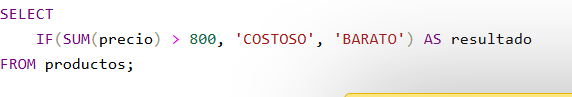 SELECT
IF(SUM(precio) > 800, 'COSTOSO', 'BARATO') AS resultado
FROM productos;